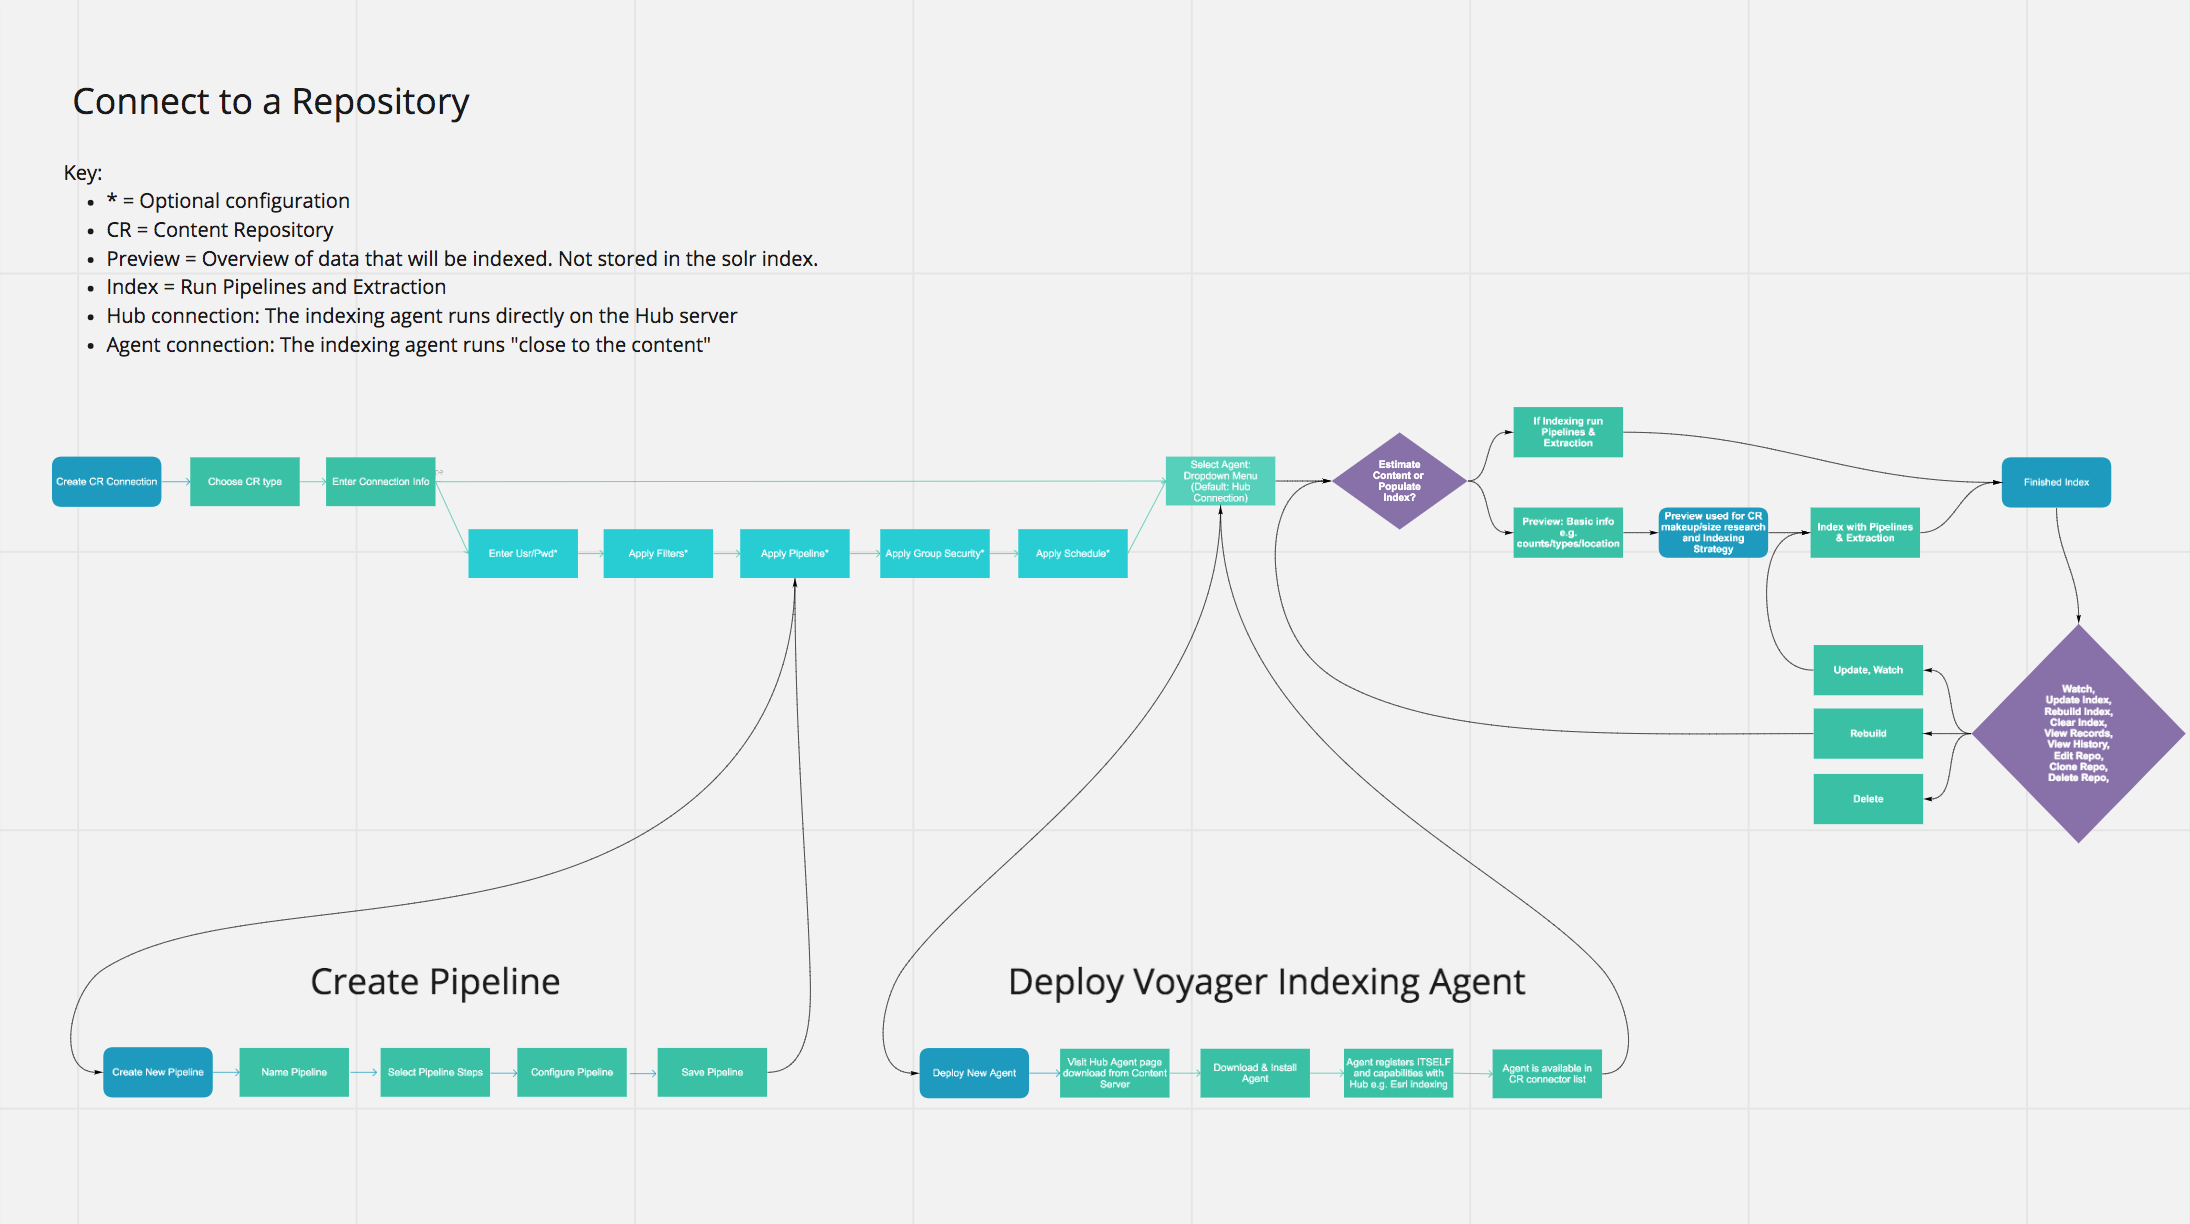 Connect to a Repository
Key:
* = Optional configuration
CR = Content Repository
Preview = Overview of data that will be indexed. Not stored in the solr index.
Index = Run Pipelines and Extraction
Hub connection: The indexing agent runs directly on the Hub server
Agent connection: The indexing agent runs "close to the content"
Create CR Connection
Choose CR type
Enter Connection Info
Enter Usr/Pwd*
Apply Filters*
Apply Pipeline*
Apply Group Security*
Apply Schedule*
Select Agent:
Dropdown Menu
(Default: Hub
Connection)
Estimate
Content or
Populate
Index?
If Indexing run
Pipelines &
Extraction
Preview: Basic info
e.g.
counts/types/location
Preview used for CR
makeup/size research
and Indexing
Strategy
Index with Pipelines
& Extraction
Finished Index
Update, Watch
Rebuild
Delete
Watch,
Update Index,
Rebuild Index,
Clear Index,
View Records,
View History,
Edit Repo,
Clone Repo,
Delete Repo,
Create Pipeline
Create New Pipeline
Name Pipeline
Select Pipeline Steps
Configure Pipeline
Save Pipeline
Deploy Voyager Indexing Agent
Deploy New Agent
Visit Hub Agent page
download from Content
Server
Download & Install
Agent
Agent registers ITSELF
and capabilities with
Hub e.g. Esri indexing
Agent is available in
CR connector list